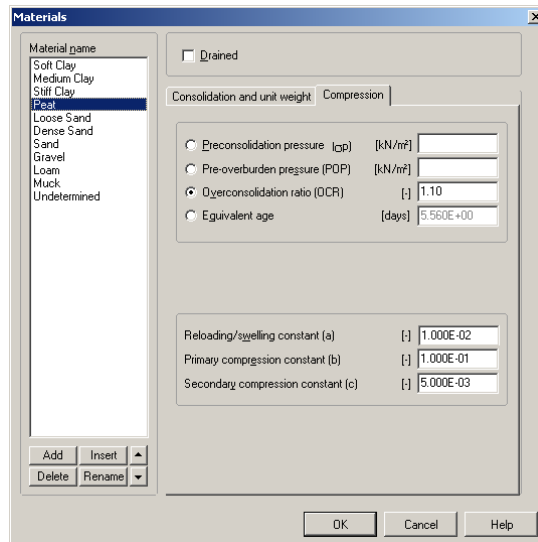 Materials
Material name
Soft Clay
Medium Clay
Stiff Clay
Peat
Loose Sand
Dense Sand
Sand
Gravel
Loam
Muck
Undetermined
Add Insert
Delete Rename
Drained
Consolidation and unit weight Compression
Preconsolidation pressure [kN/m²]
Pre-overburden pressure (POP) [kN/m²]
Overconsolidation ratio (OCR) [-] 1.10
Equivalent age [days] 5.560E+00
Reloading/swelling constant (a) [-] 1.000E-02
Primary compression constant (b) [-] 1.000E-01
Secondary compression constant (c) [-] 5.000E-03
OK Cancel Help